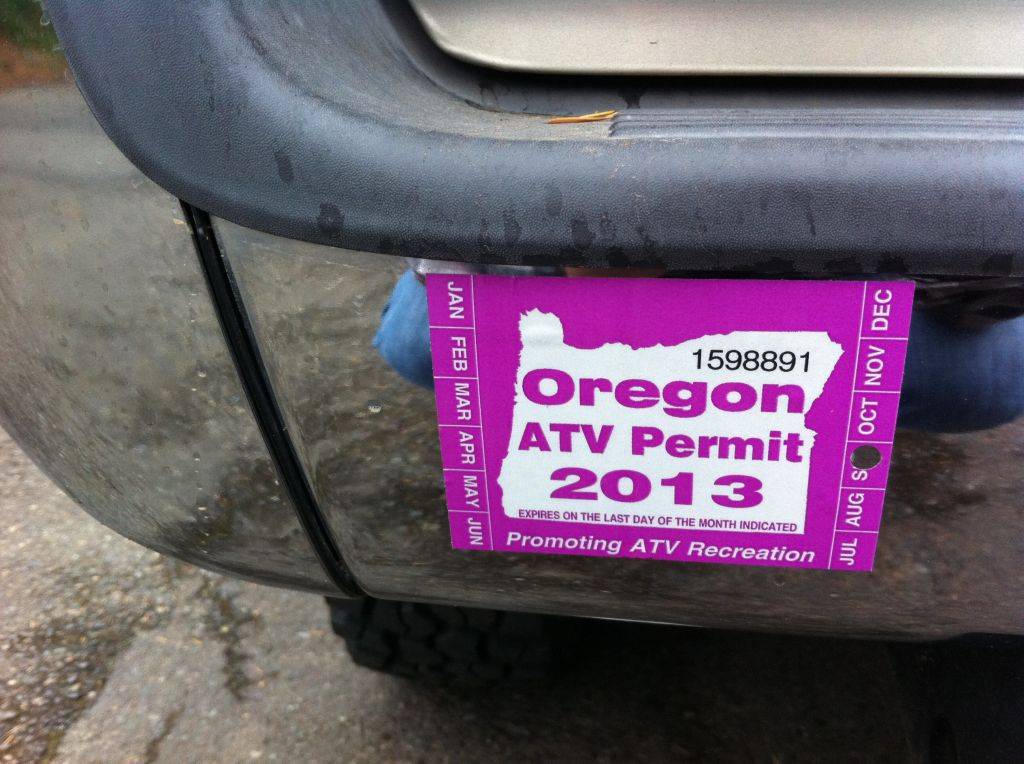 JAN
FEB
MAR
APR
MAY
JUN
1598891
Oregon
ATV Permit
2013
EXPIRES ON THE LAST DAY OF THE MONTH INDICATED
Promoting ATV Recreation
DEC
NOV
OCT
AUG
JUL